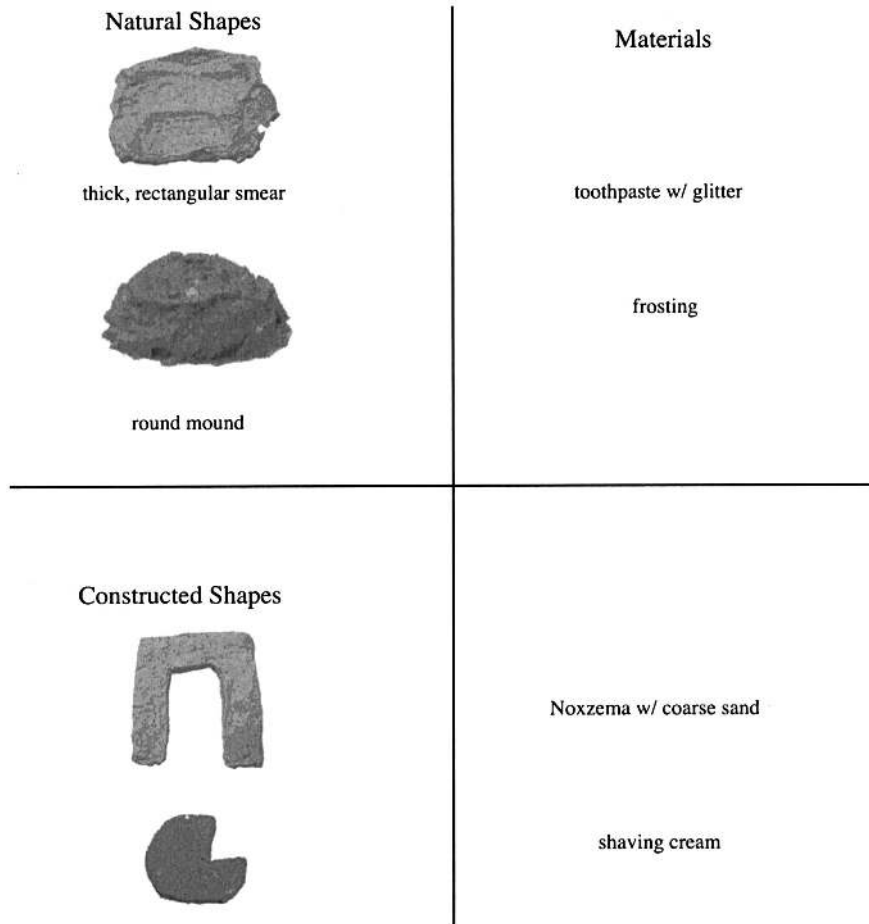 Natural Shapes
Materials
thick, rectangular smear
toothpaste w/ glitter
frosting
round mound
Constructed Shapes
Noxzema w/ coarse sand
shaving cream